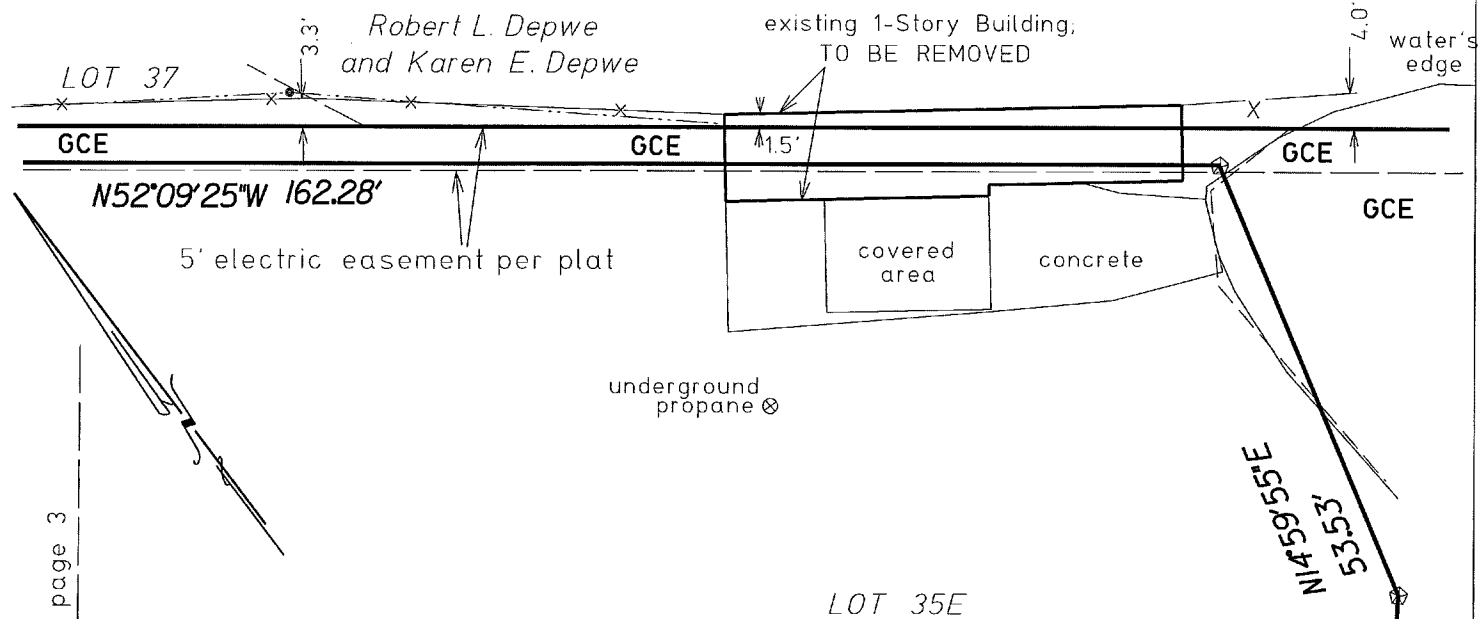 Robert L. Depwe
and Karen E. Depwe
existing 1-Story Building;
TO BE REMOVED
4.0'
water's
edge
3.3'
LOT 37
GCE
GCE
1.5'
GCE
N52°09'25"W 162.28'
GCE
5' electric easement per plat
covered
area
concrete
underground
propane
N14°59'55"E
53.53'
page 3
LOT 35E